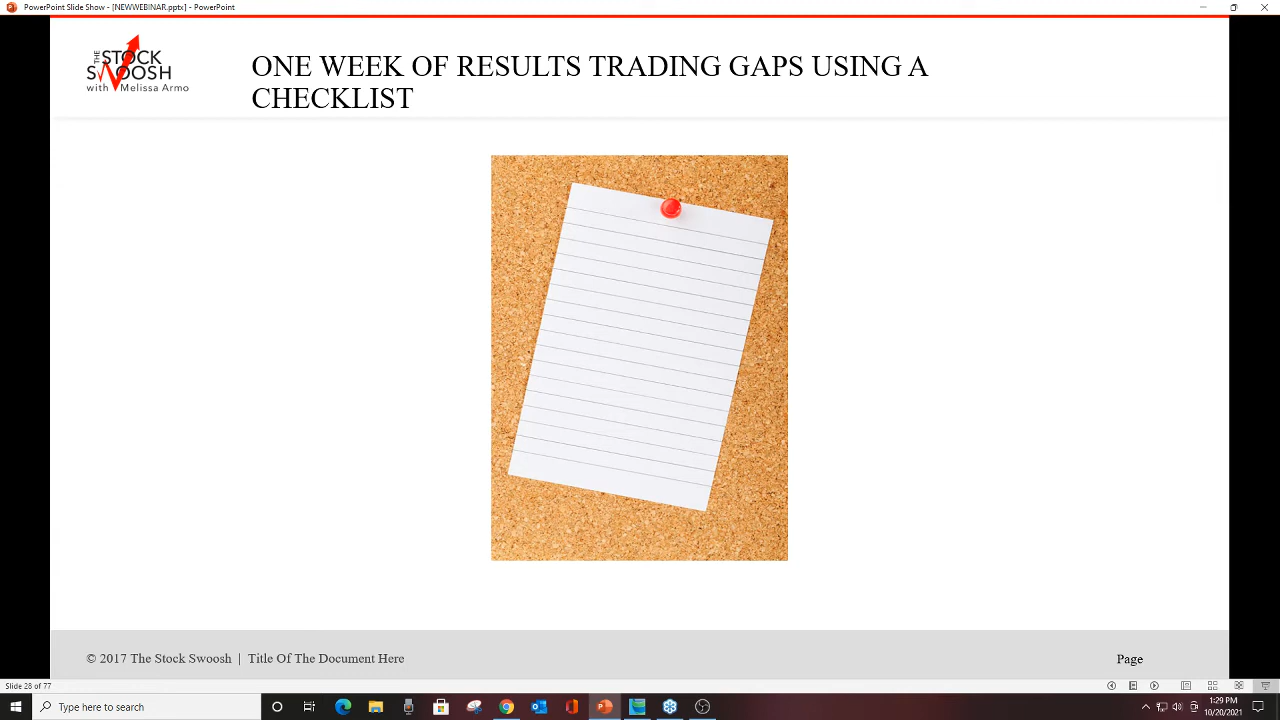 PowerPoint Slide Show - [NEWWEBINAR.pptx] - PowerPoint
THE
STOCK
SWOOSH
with Melissa Armo
ONE WEEK OF RESULTS TRADING GAPS USING A
CHECKLIST
© 2017 The Stock Swoosh | Title Of The Document Here
Page
Slide 28 of 77
Type here to search
1:29 PM
10/20/2021